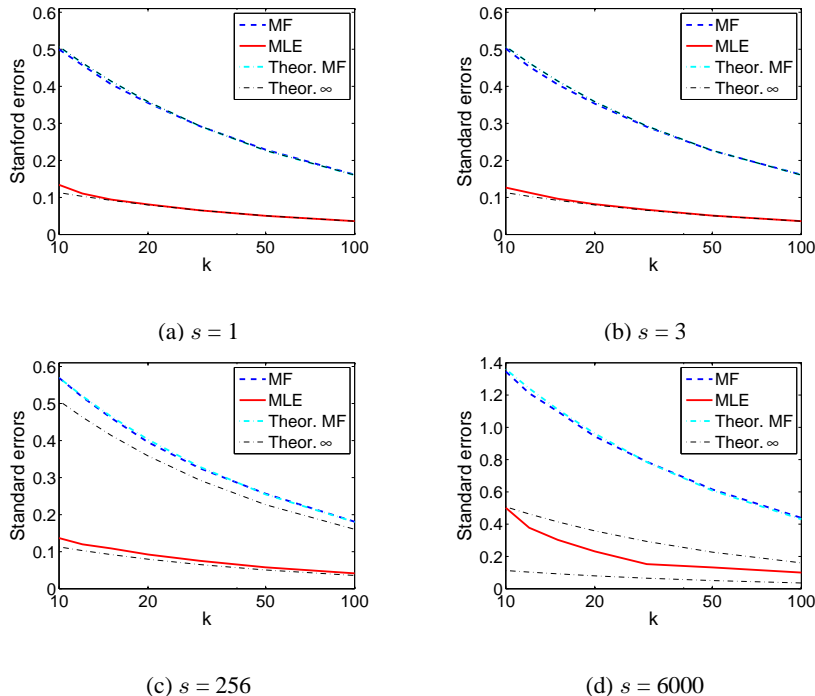 0.6
0.5
0.4
0.3
0.2
0.1
0
Stanford errors
10 20 50 100
k
MF
MLE
Theor. MF
Theor. ∞
(a) s = 1
0.6
0.5
0.4
0.3
0.2
0.1
0
Standard errors
10 20 50 100
k
MF
MLE
Theor. MF
Theor. ∞
(b) s = 3
0.6
0.5
0.4
0.3
0.2
0.1
0
Standard errors
10 20 50 100
k
MF
MLE
Theor. MF
Theor. ∞
(c) s = 256
1.4
1.2
1.0
0.8
0.6
0.4
0.2
0
Standard errors
10 20 50 100
k
MF
MLE
Theor. MF
Theor. ∞
(d) s = 6000